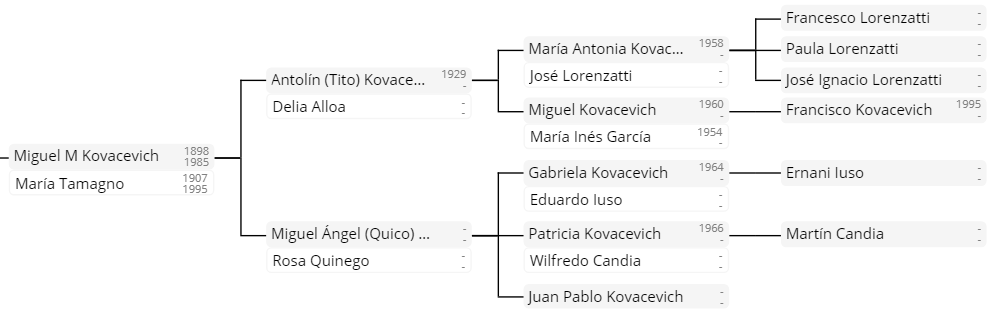 Francesco Lorenzatti - -
María Antonia Kovac... 1958 -
Paula Lorenzatti - -
José Lorenzatti - -
José Ignacio Lorenzatti - -
Antolín (Tito) Kovace... 1929 -
Delia Alloa - -
Miguel Kovacevich 1960 -
Francisco Kovacevich 1995 -
María Inés García 1954 -
Miguel M Kovacevich 1898 1985
María Tamagno 1907 1995
Gabriela Kovacevich 1964 -
Ernani Iuso - -
Eduardo Iuso - -
Miguel Ángel (Quico) ... - -
Patricia Kovacevich 1966 -
Martín Candia - -
Rosa Quinego - -
Wilfredo Candia - -
Juan Pablo Kovacevich - -